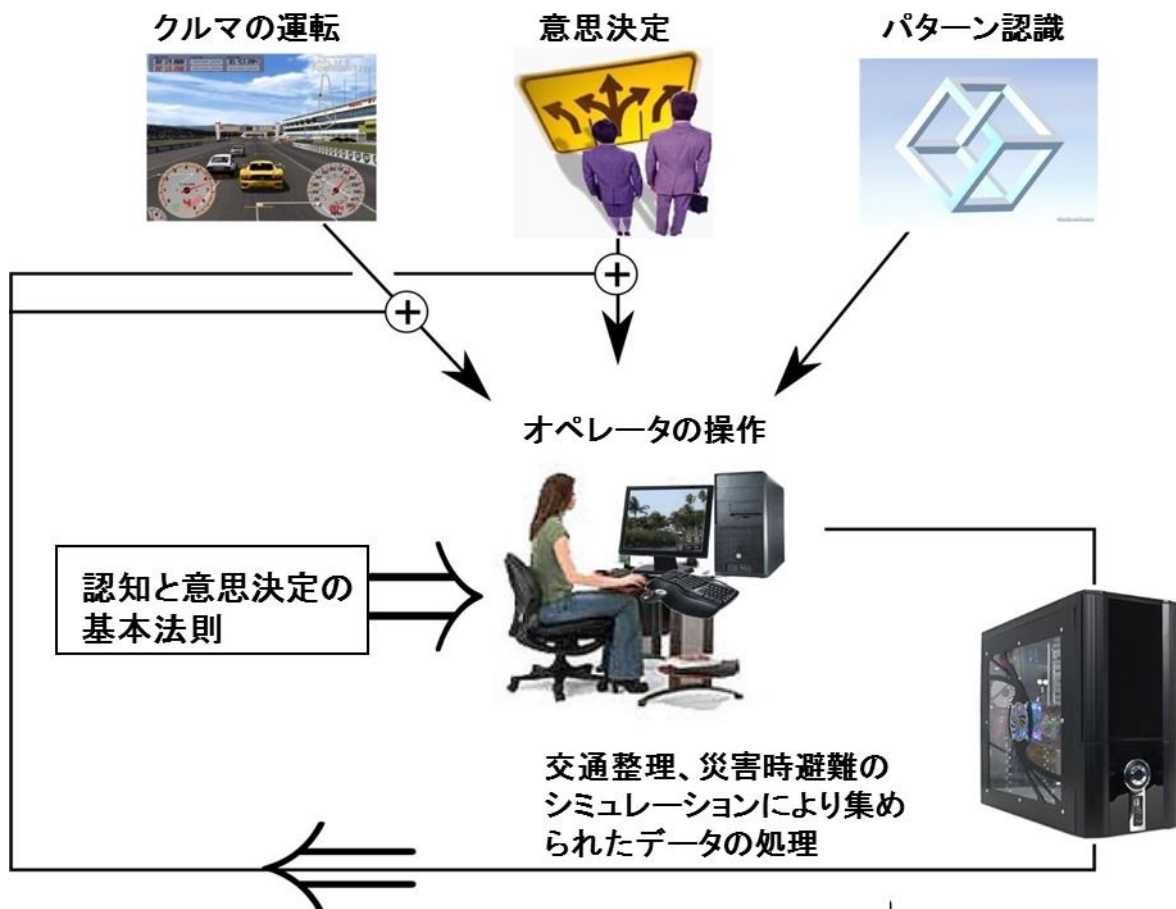 クルマの運転
意思決定
パターン認識
オペレータの操作
認知と意思決定の
基本法則
交通整理、災害時避難の
シミュレーションにより集め
られたデータの処理